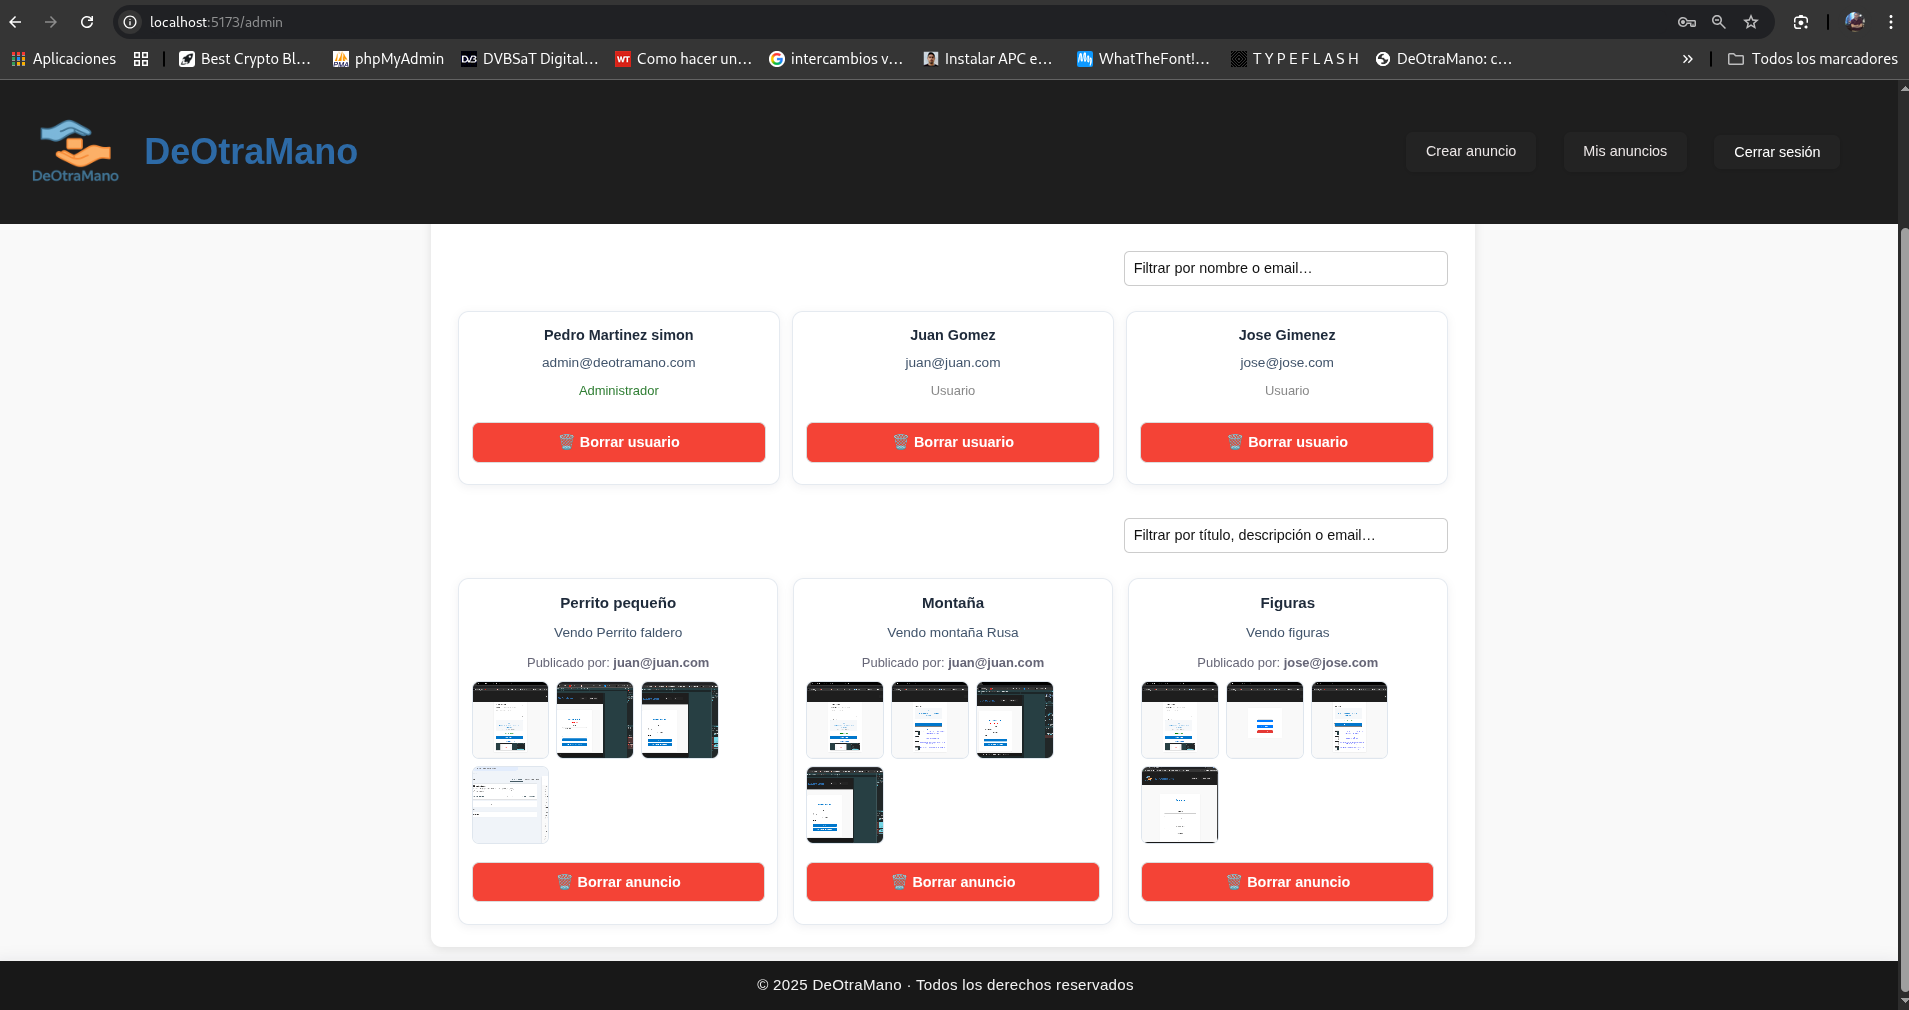 localhost:5173/admin
Aplicaciones
Best Crypto Bl...
phpMyAdmin
DVBSaT Digital...
Como hacer un...
intercambios v...
Instalar APC e...
WhatTheFont!...
T Y P E F L A S H
DeOtraMano: c...
»
Todos los marcadores
DeOtraMano
DeOtraMano
Crear anuncio
Mis anuncios
Cerrar sesión
Filtrar por nombre o email...
Pedro Martinez simon
admin@deotramano.com
Administrador
Borrar usuario
Juan Gomez
juan@juan.com
Usuario
Borrar usuario
Jose Gimenez
jose@jose.com
Usuario
Borrar usuario
Filtrar por título, descripción o email...
Perrito pequeño
Vendo Perrito faldero
Publicado por: juan@juan.com
Borrar anuncio
Montaña
Vendo montaña Rusa
Publicado por: juan@juan.com
Borrar anuncio
Figuras
Vendo figuras
Publicado por: jose@jose.com
Borrar anuncio
© 2025 DeOtraMano · Todos los derechos reservados